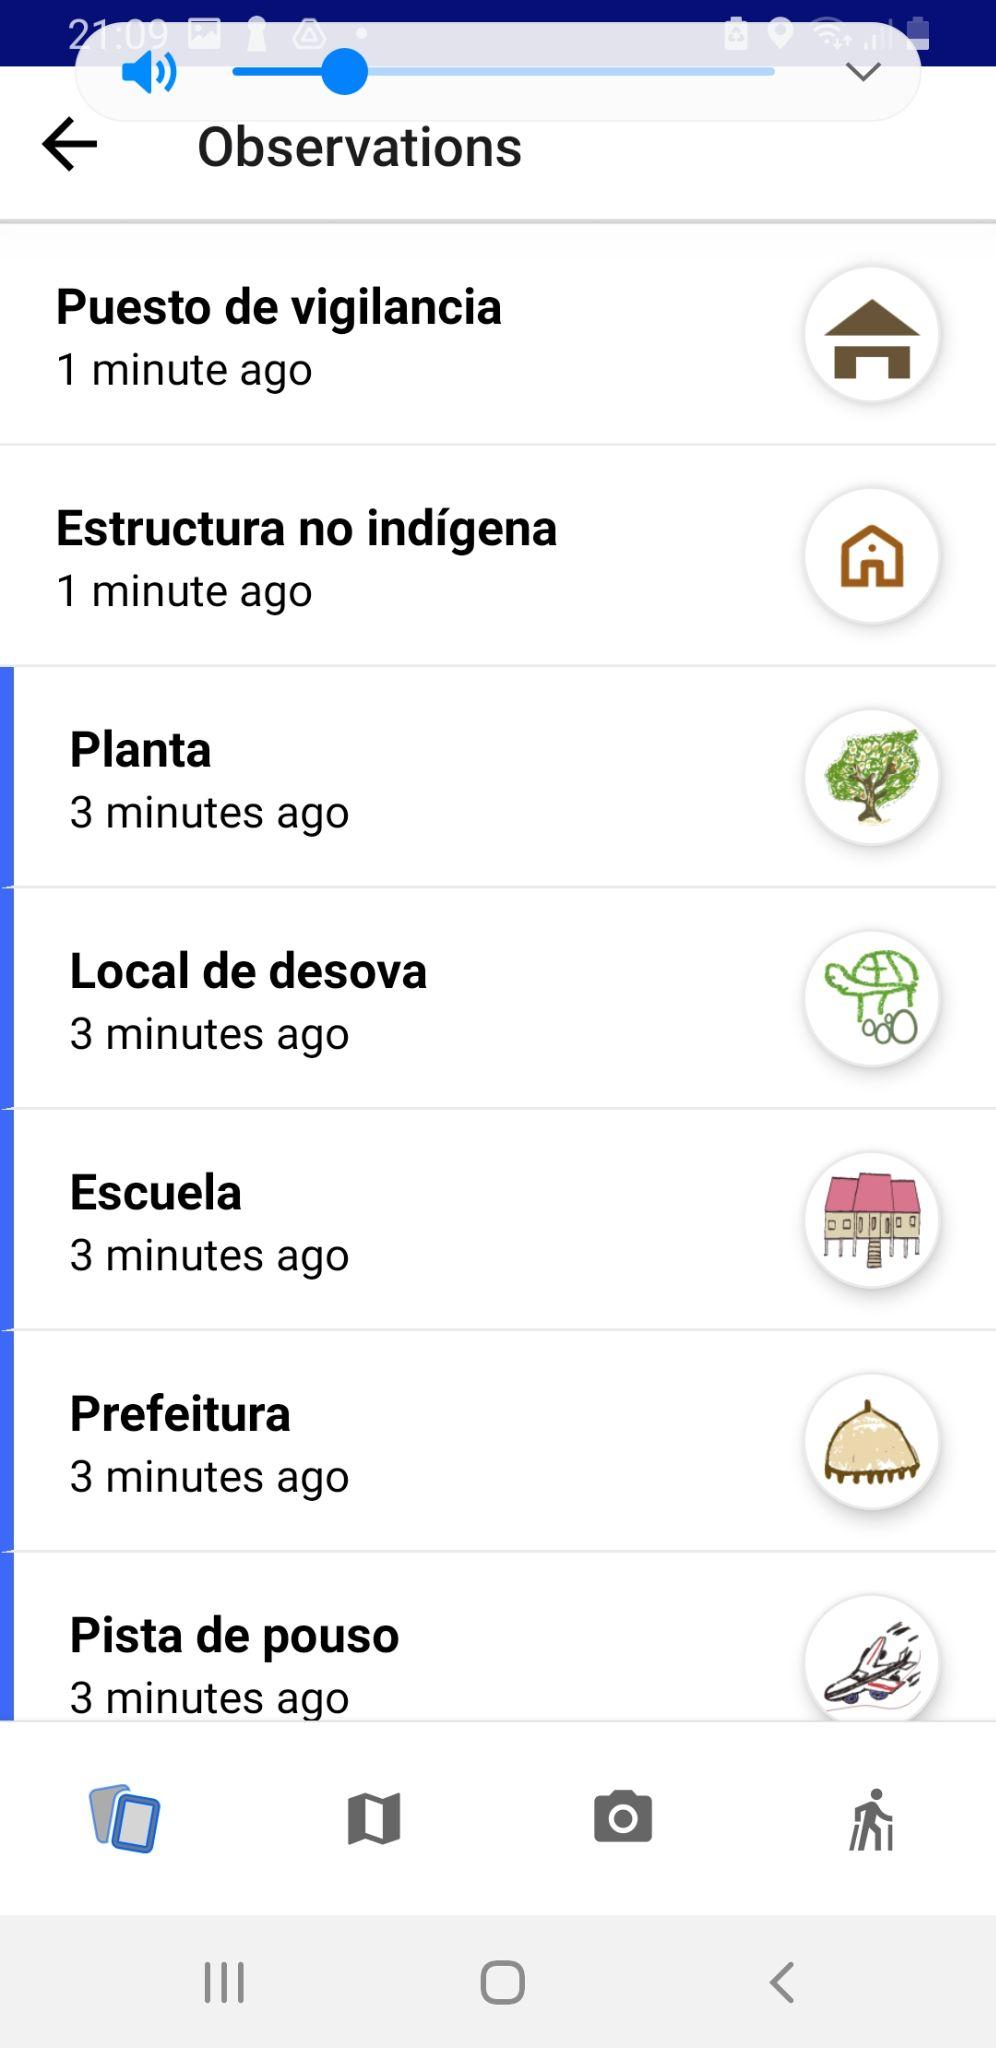 21:09
Observations
Puesto de vigilancia
1 minute ago
Estructura no indígena
1 minute ago
Planta
3 minutes ago
Local de desova
3 minutes ago
Escuela
3 minutes ago
Prefeitura
3 minutes ago
Pista de pouso
3 minutes ago